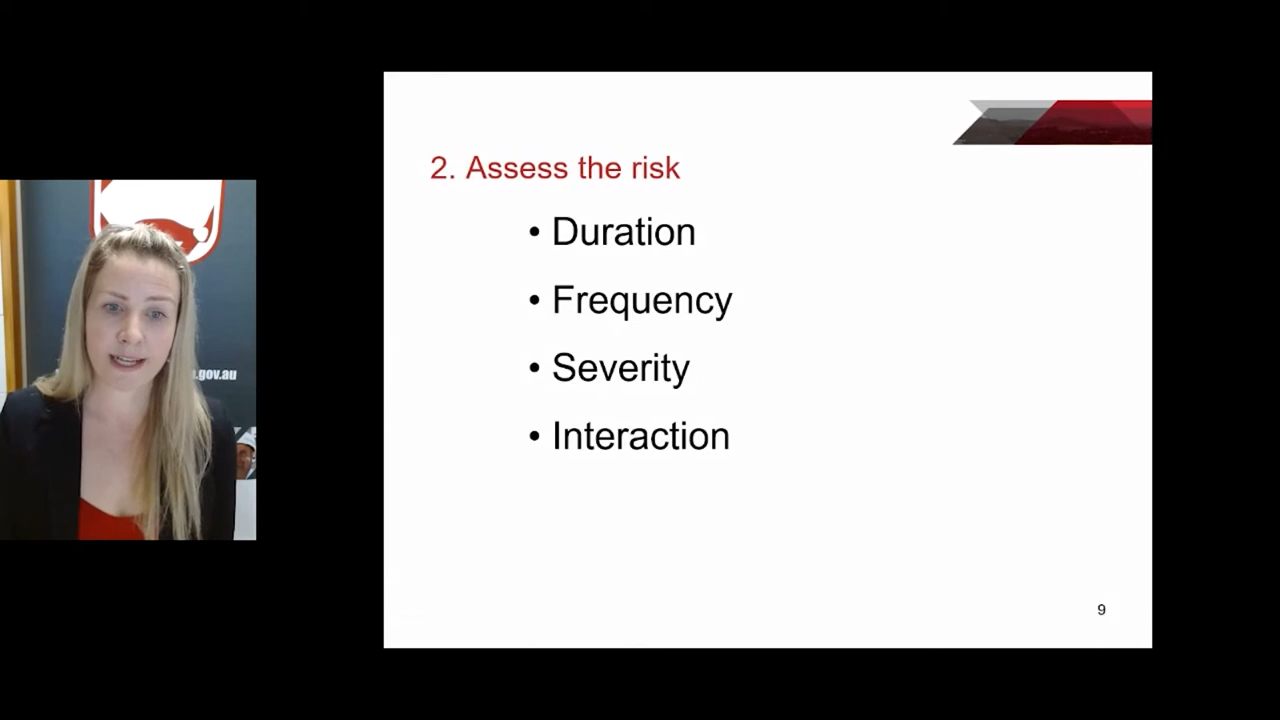 2. Assess the risk
• Duration
• Frequency
• Severity
• Interaction
.gov.au
9